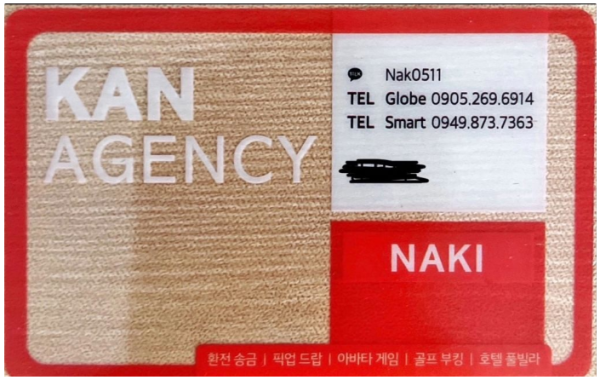 KAN
AGENCY
TALK Nak0511
TEL Globe 0905.269.6914
TEL Smart 0949.873.7363
NAKI
환전 송금 | 픽업 드랍 | 아바타 게임 | 골프 부킹 | 호텔 풀빌라